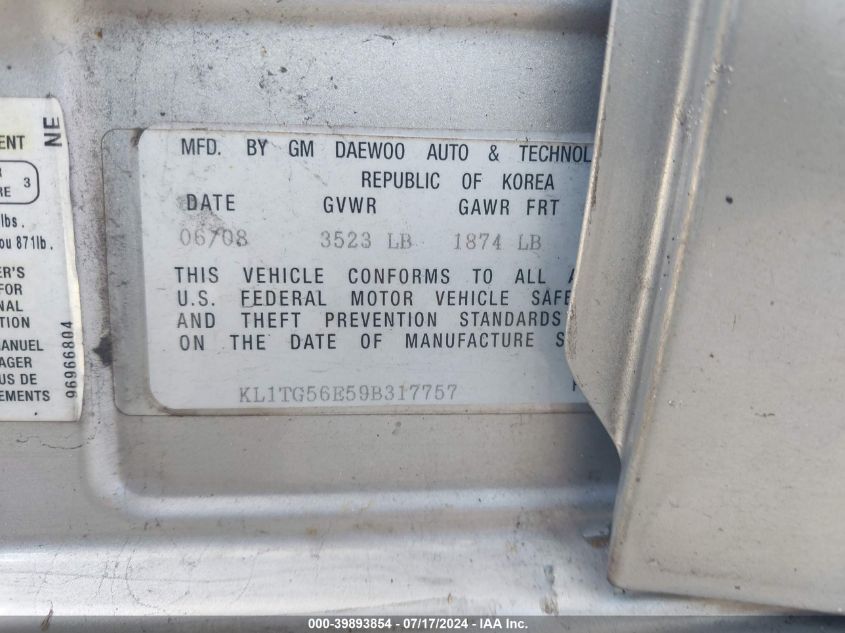 NE
ENT
R
RE 3
lbs.
ou 871lb.
ER'S
FOR
NAL
TION
MANUEL
AGER
US DE
EMENTS
96966804
MFD. BY GM DAEWOO AUTO & TECHNOL
REPUBLIC OF KOREA
DATE GVWR GAWR FRT
06/08 3523 LB 1874 LB
THIS VEHICLE CONFORMS TO ALL A
U.S. FEDERAL MOTOR VEHICLE SAFE
AND THEFT PREVENTION STANDARDS
ON THE DATE OF MANUFACTURE S
KL1TG56E59B317757
000-39893854 - 07/17/2024 - IAAI.COM